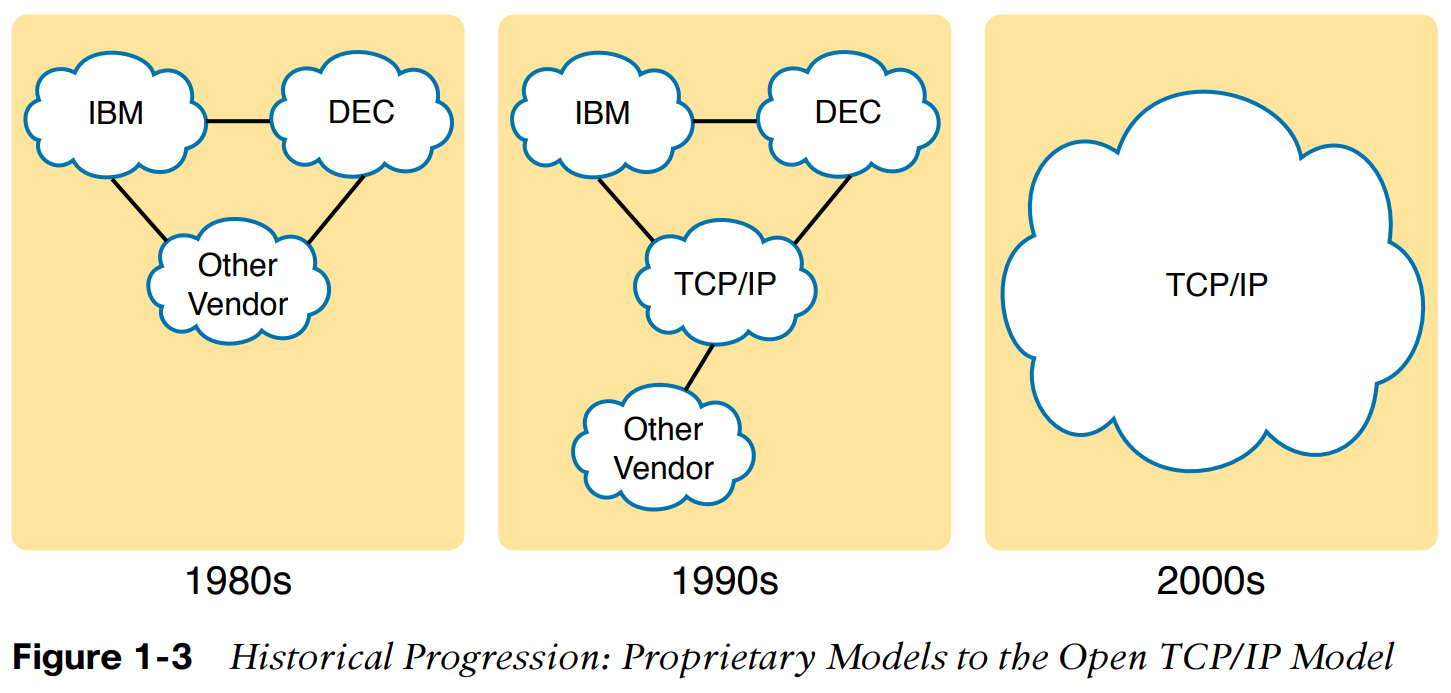 IBM
DEC
Other
Vendor
1980s
IBM
DEC
TCP/IP
Other
Vendor
1990s
TCP/IP
2000s
Figure 1-3 Historical Progression: Proprietary Models to the Open TCP/IP Model